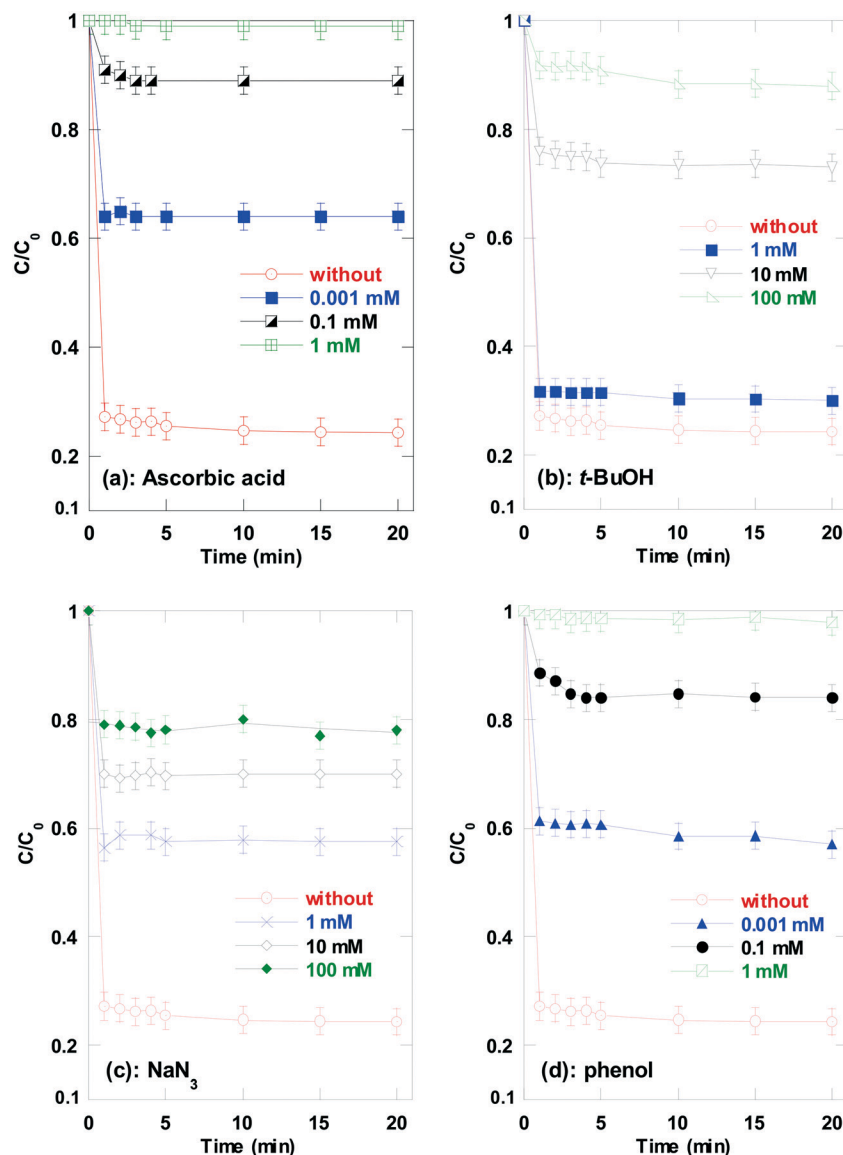 1
0.8
0.6
0.4
0.2
0.1
C/C0
without
0.001 mM
0.1 mM
1 mM
(a): Ascorbic acid
0 5 10 15 20
Time (min)
1
0.8
0.6
0.4
0.2
0.1
C/C0
without
1 mM
10 mM
100 mM
(b): t-BuOH
0 5 10 15 20
Time (min)
1
0.8
0.6
0.4
0.2
0.1
C/C0
without
1 mM
10 mM
100 mM
(c): NaN3
0 5 10 15 20
Time (min)
1
0.8
0.6
0.4
0.2
0.1
C/C0
without
0.001 mM
0.1 mM
1 mM
(d): phenol
0 5 10 15 20
Time (min)